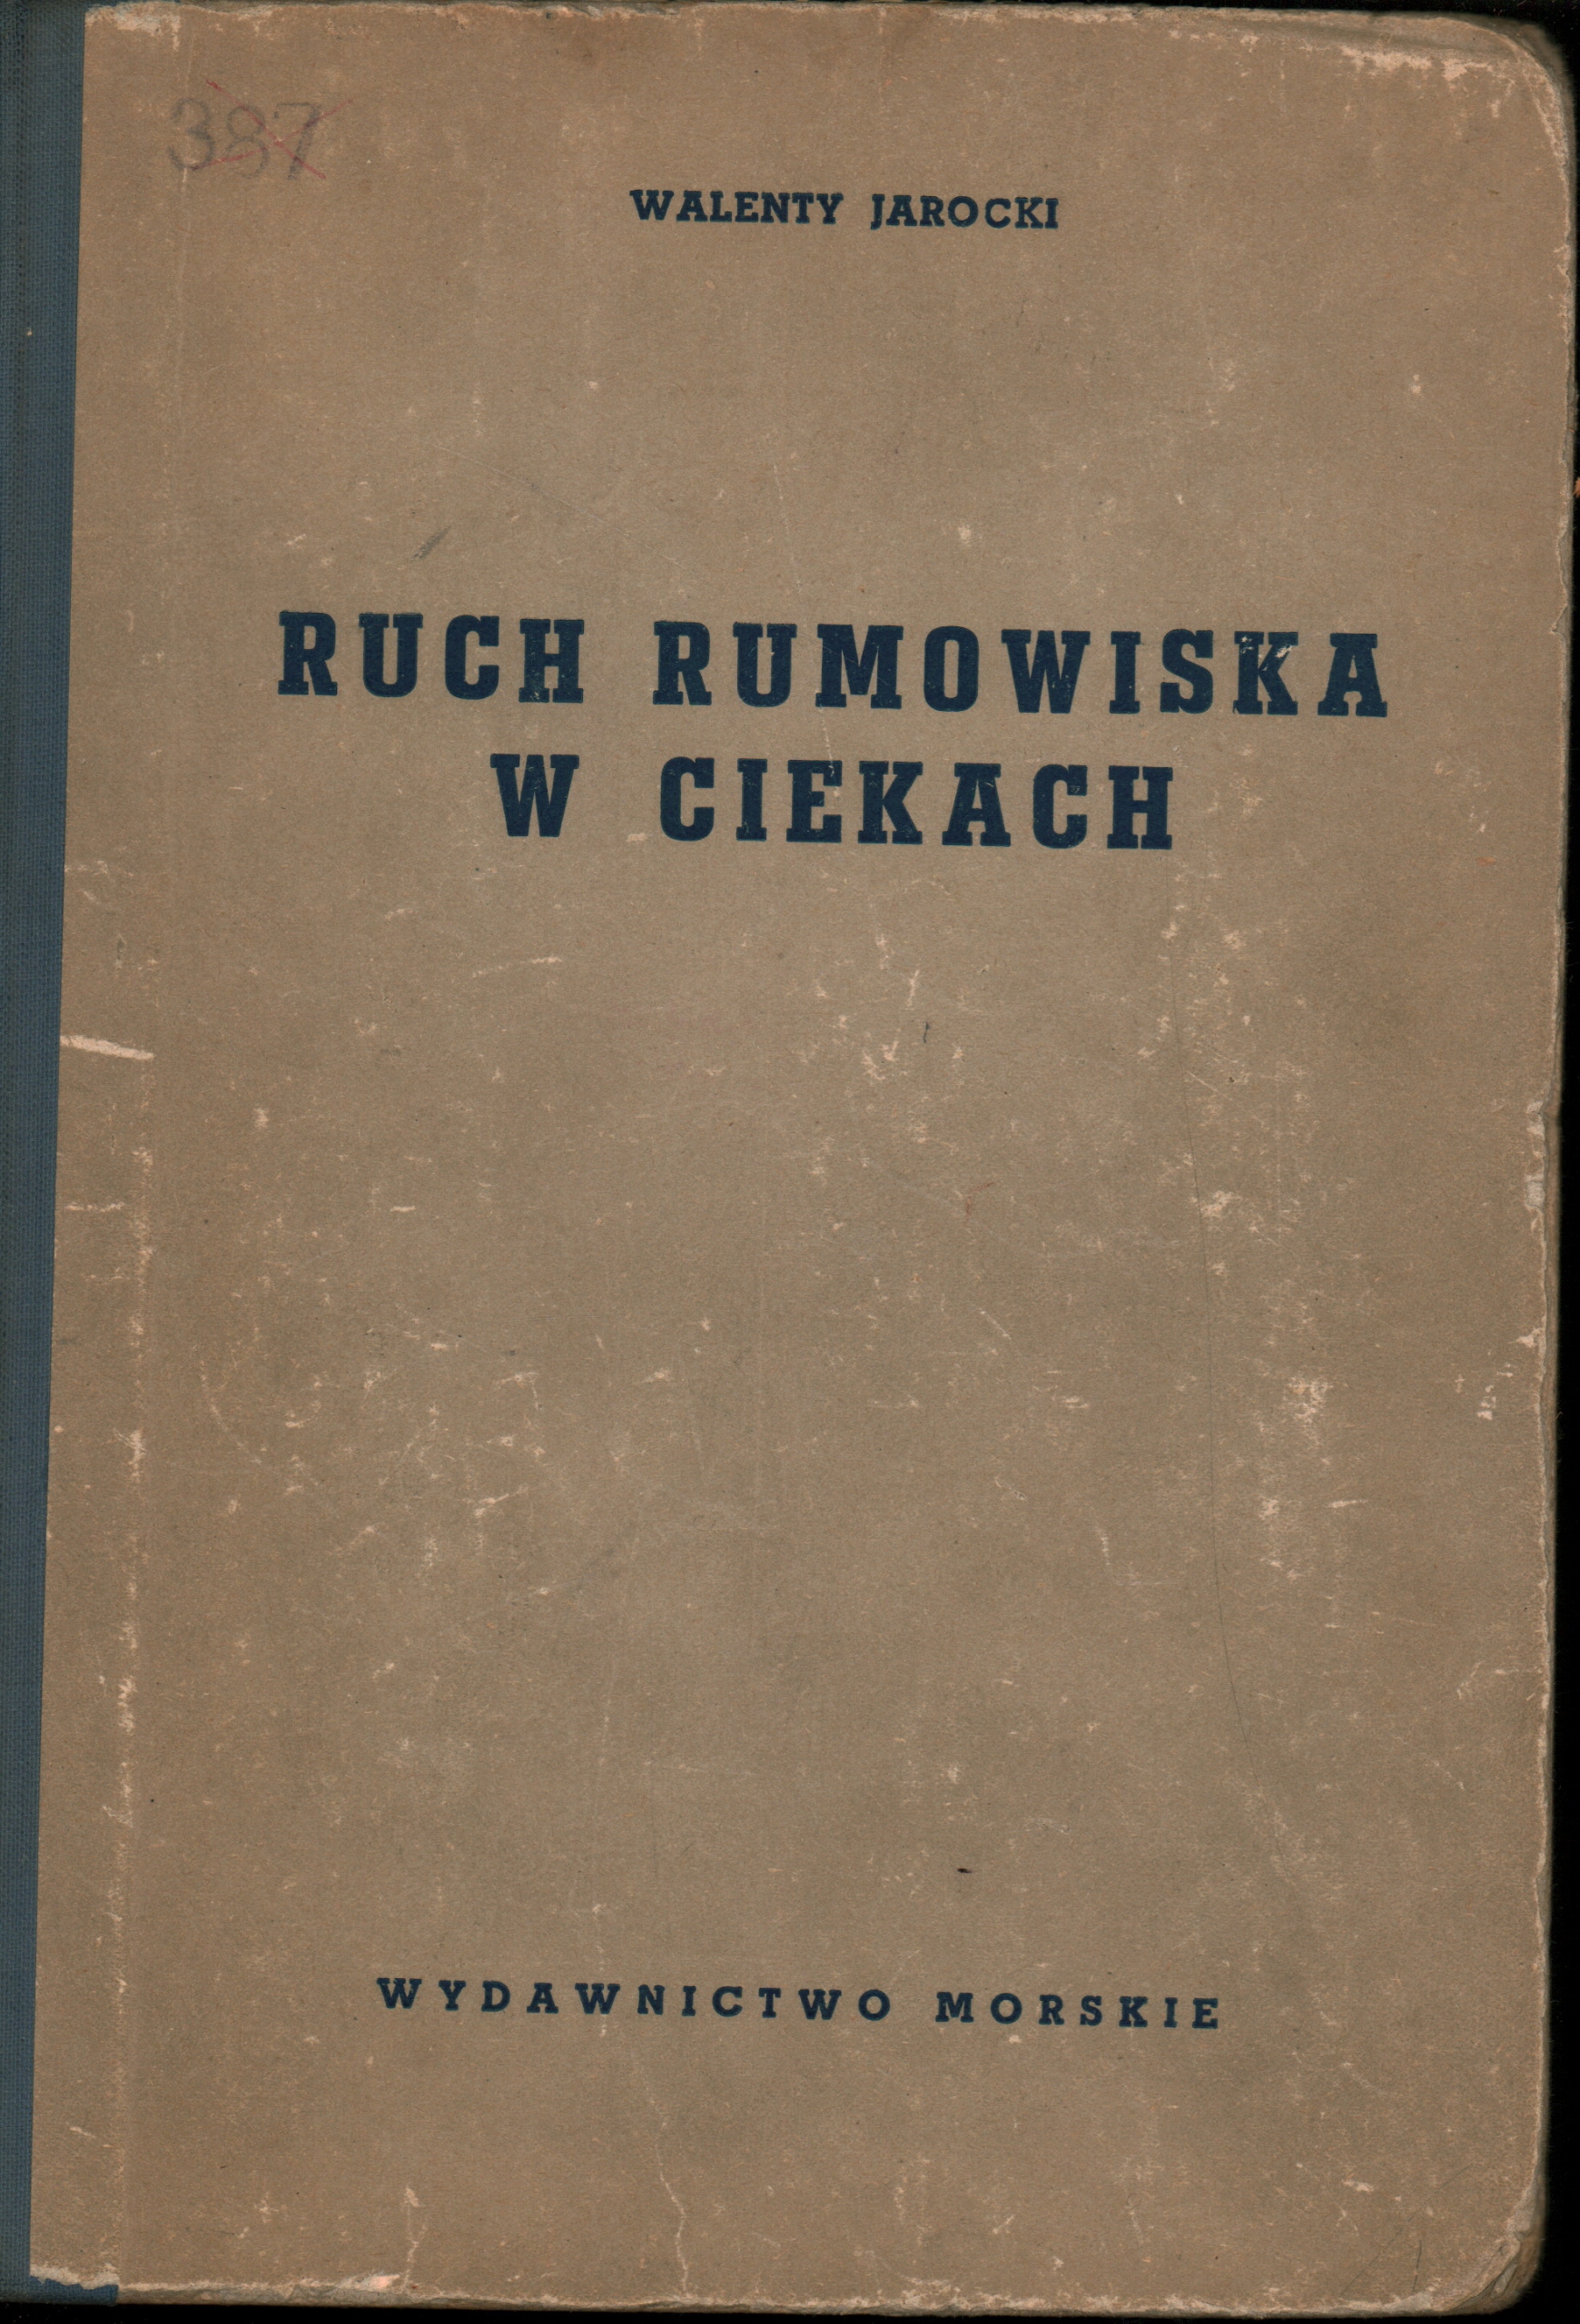 387
WALENTY JAROCKI
RUCH RUMOWISKA
W CIEKACH
WYDAWNICTWO MORSKIE